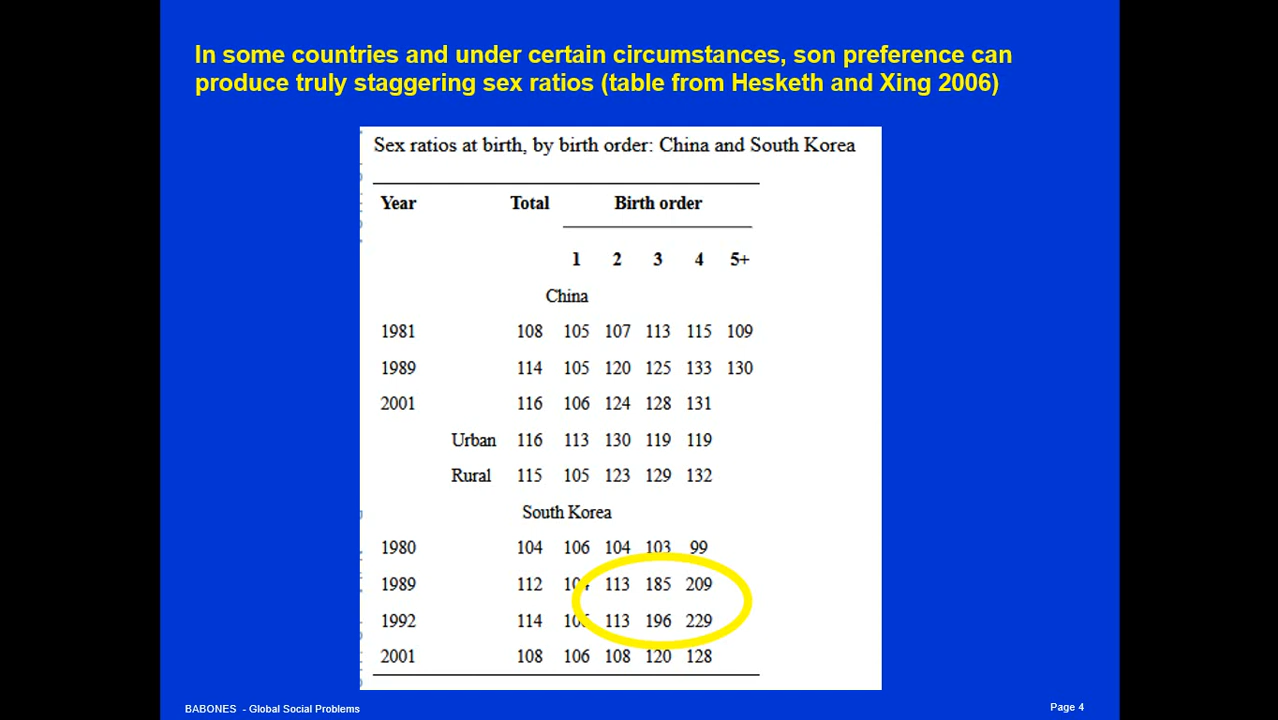 In some countries and under certain circumstances, son preference can
produce truly staggering sex ratios (table from Hesketh and Xing 2006)
Sex ratios at birth, by birth order: China and South Korea
Year Total Birth order
1 2 3 4 5+
China
1981 108 105 107 113 115 109
1989 114 105 120 125 133 130
2001 116 106 124 128 131
Urban 116 113 130 119 119
Rural 115 105 123 129 132
South Korea
1980 104 106 104 103 99
1989 112 104 113 185 209
1992 114 106 113 196 229
2001 108 106 108 120 128
BABONES - Global Social Problems
Page 4